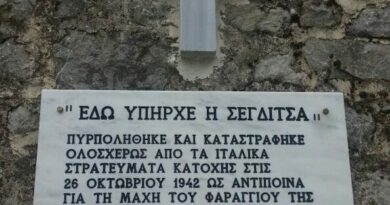 "ΕΔΩ ΥΠΗΡΧΕ Η ΣΕΓΔΙΤΣΑ"
ΠΥΡΠΟΛΗΘΗΚΕ ΚΑΙ ΚΑΤΑΣΤΡΑΦΗΚΕ
ΟΛΟΣΧΕΡΩΣ ΑΠΟ ΤΑ ΙΤΑΛΙΚΑ
ΣΤΡΑΤΕΥΜΑΤΑ ΚΑΤΟΧΗΣ ΣΤΙΣ
26 ΟΚΤΩΒΡΙΟΥ 1942 ΩΣ ΑΝΤΙΠΟΙΝΑ
ΓΙΑ ΤΗ ΜΑΧΗ ΤΟΥ ΦΑΡΑΓΓΙΟΥ ΤΗΣ